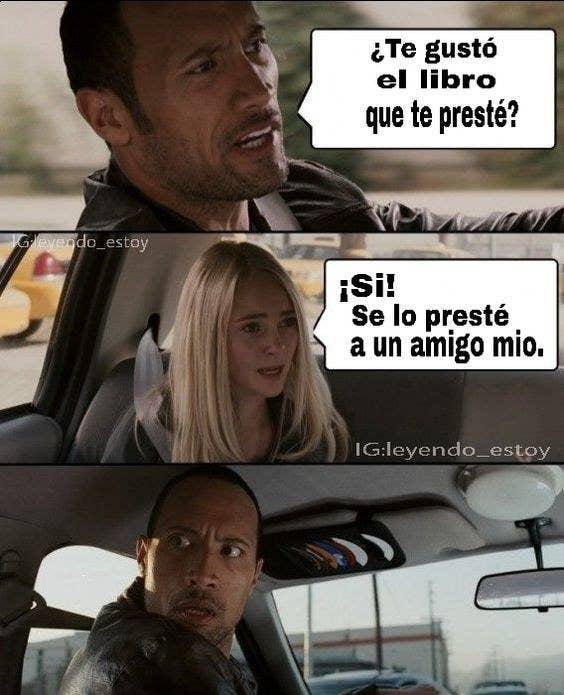 ¿Te gustó
el libro
que te presté?
IG:leyendo_estoy
¡Si!
Se lo presté
a un amigo mio.
IG:leyendo_estoy